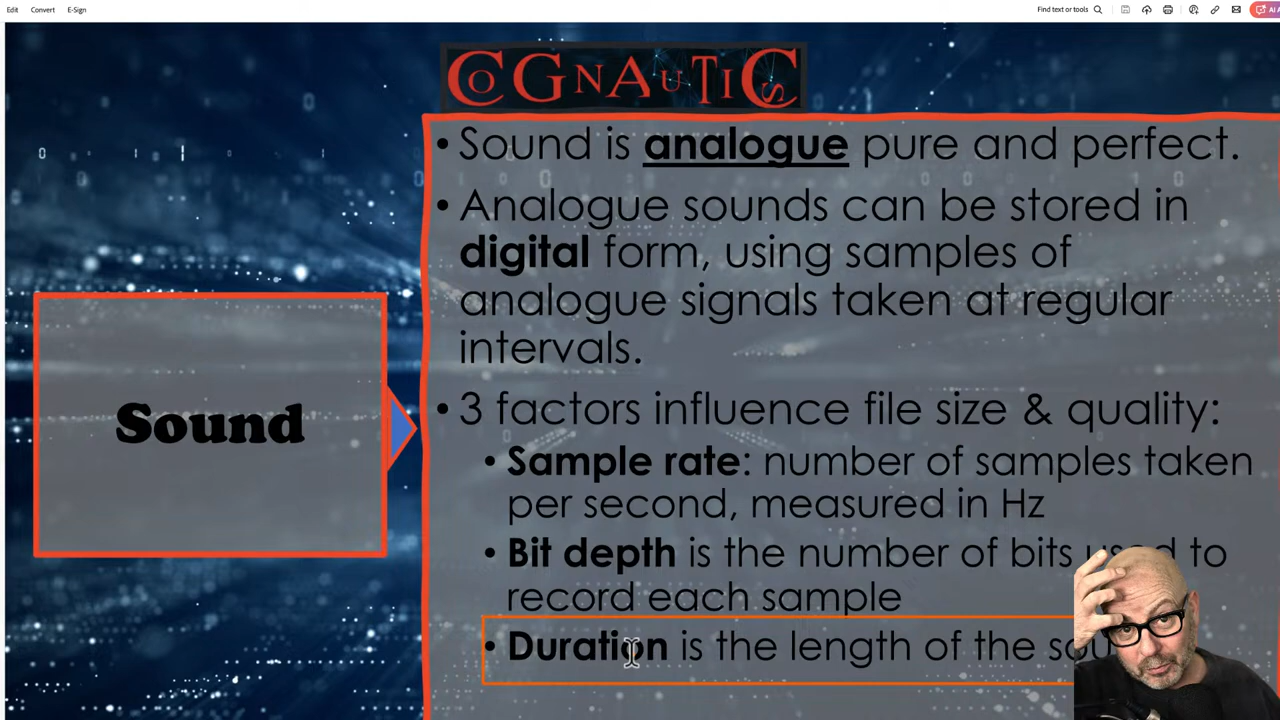 Edit Convert E-Sign Find text or tools AI
COGNAUTICS
• Sound is analogue pure and perfect.
• Analogue sounds can be stored in
digital form, using samples of
analogue signals taken at regular
intervals.
Sound
• 3 factors influence file size & quality:
• Sample rate: number of samples taken
per second, measured in Hz
• Bit depth is the number of bits used to
record each sample
• Duration is the length of the